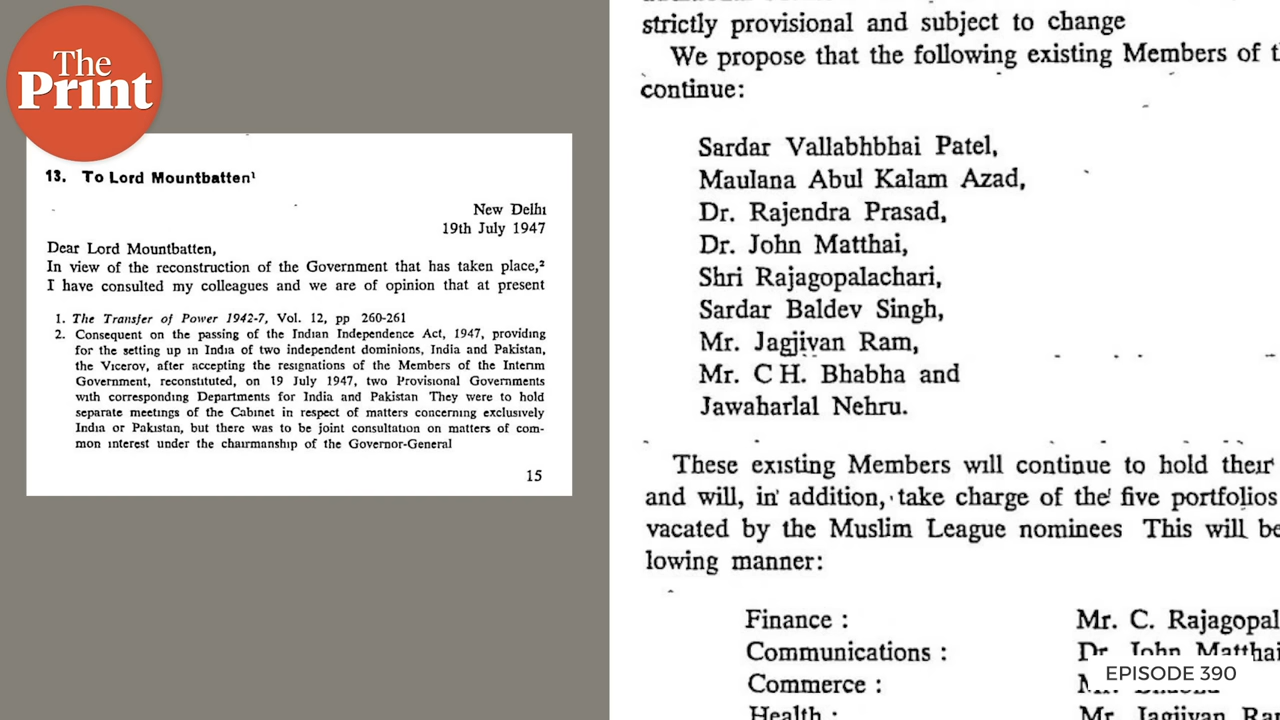 The
Print
13. To Lord Mountbatten¹
New Delhi
19th July 1947
Dear Lord Mountbatten,
In view of the reconstruction of the Government that has taken place,²
I have consulted my colleagues and we are of opinion that at present
1. The Transfer of Power 1942-7, Vol. 12, pp 260-261
2. Consequent on the passing of the Indian Independence Act, 1947, providing
for the setting up in India of two independent dominions, India and Pakistan,
the Viceroy, after accepting the resignations of the Members of the Interim
Government, reconstituted, on 19 July 1947, two Provisional Governments
with corresponding Departments for India and Pakistan They were to hold
separate meetings of the Cabinet in respect of matters concerning exclusively
India or Pakistan, but there was to be joint consultation on matters of com-
mon interest under the chairmanship of the Governor-General
15
strictly provisional and subject to change
We propose that the following existing Members of t
continue:
Sardar Vallabhbhai Patel,
Maulana Abul Kalam Azad,
Dr. Rajendra Prasad,
Dr. John Matthai,
Shri Rajagopalachari,
Sardar Baldev Singh,
Mr. Jagjivan Ram,
Mr. C H. Bhabha and
Jawaharlal Nehru.
These existing Members will continue to hold their
and will, in addition, take charge of the five portfolios
vacated by the Muslim League nominees This will be
lowing manner:
Finance : Mr. C. Rajagopal
Communications : Dr. John Matthai
Commerce :
Health : Mr. Jagjivan Ra
EPISODE 390